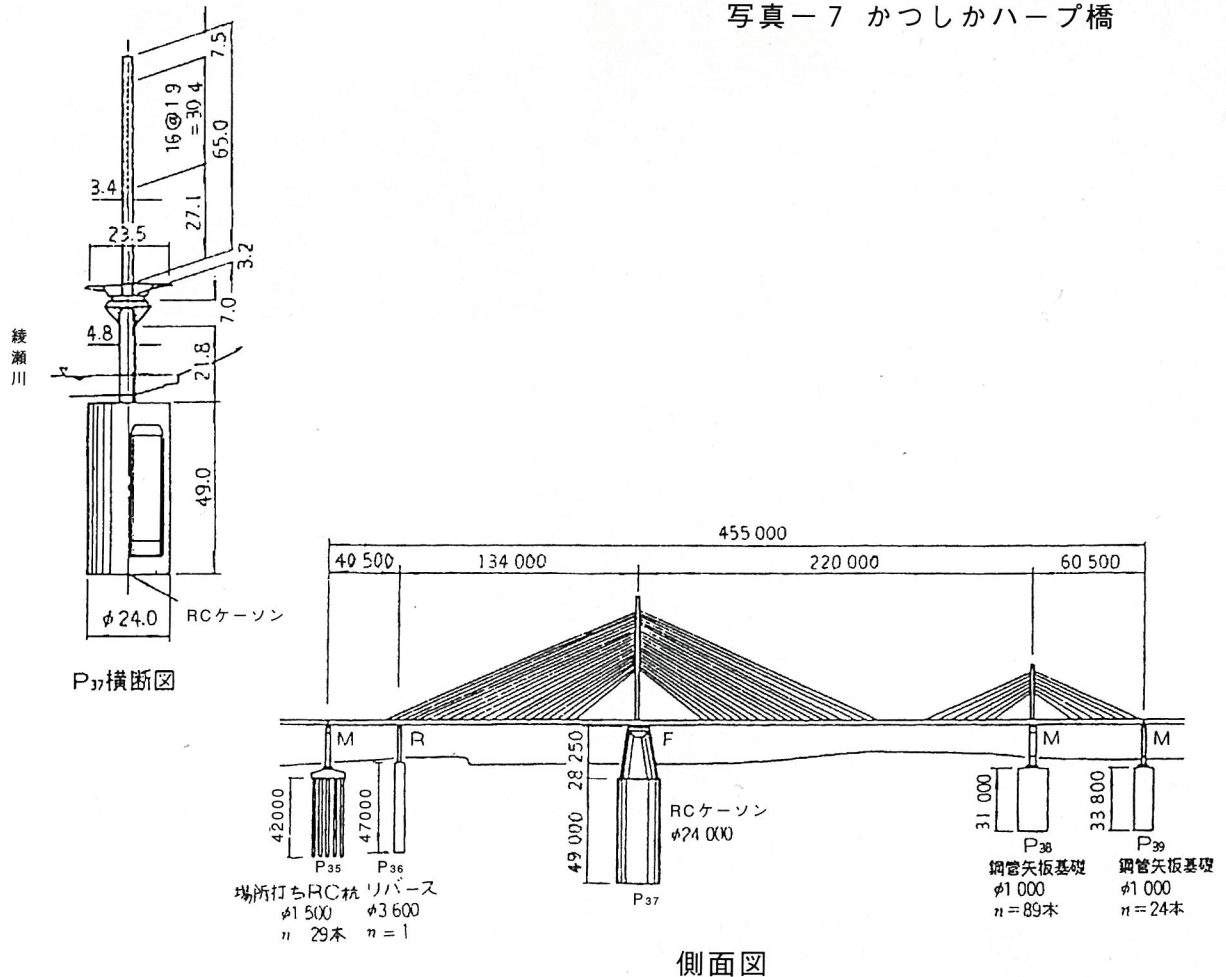 写真－7 かつしかハープ橋
7.5
16@19
=304
65.0
3.4
27.1
23.5
3.2
7.0
綾瀬川
4.8
21.8
49.0
φ24.0
RCケーソン
P37横断図
455 000
40 500
134 000
220 000
60 500
M
R
F
M
M
42000
47000
28 250
49 000
RCケーソン
φ24 000
31 000
33 800
P35
P36
P37
P38
P39
場所打ちRC杭
φ1 500
n 29本
リバース
φ3 600
n = 1
鋼管矢板基礎
φ1 000
n = 89本
鋼管矢板基礎
φ1 000
n = 24本
側面図